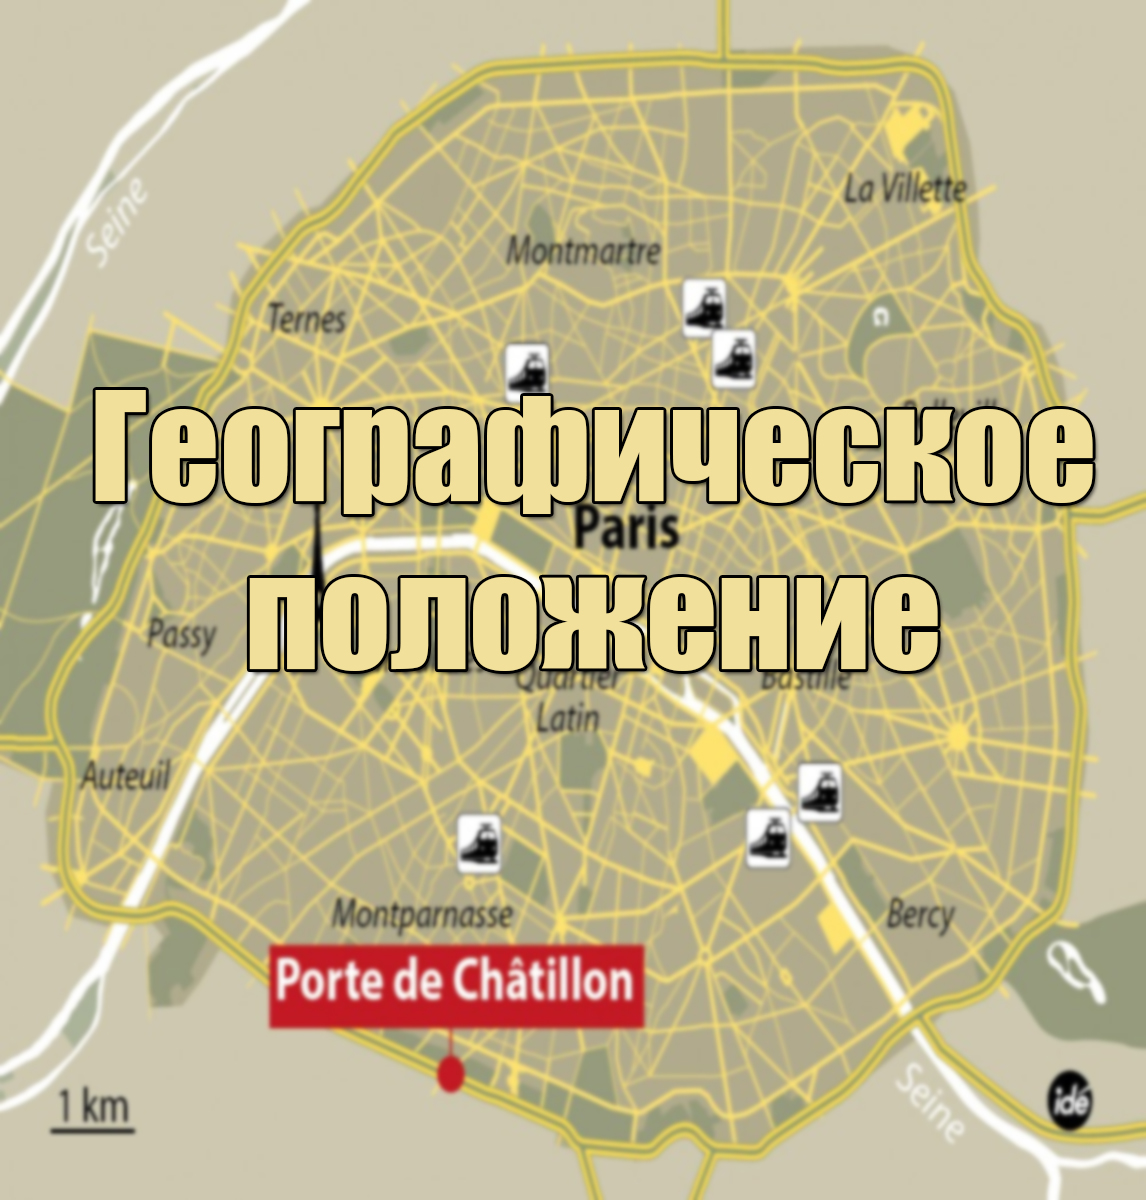 Seine
La Villette
Montmartre
Ternes
Географическое
Paris
положение
Passy
Quartier
Latin
Bastille
Auteuil
Montparnasse
Bercy
Porte de Châtillon
1 km
Seine
idé